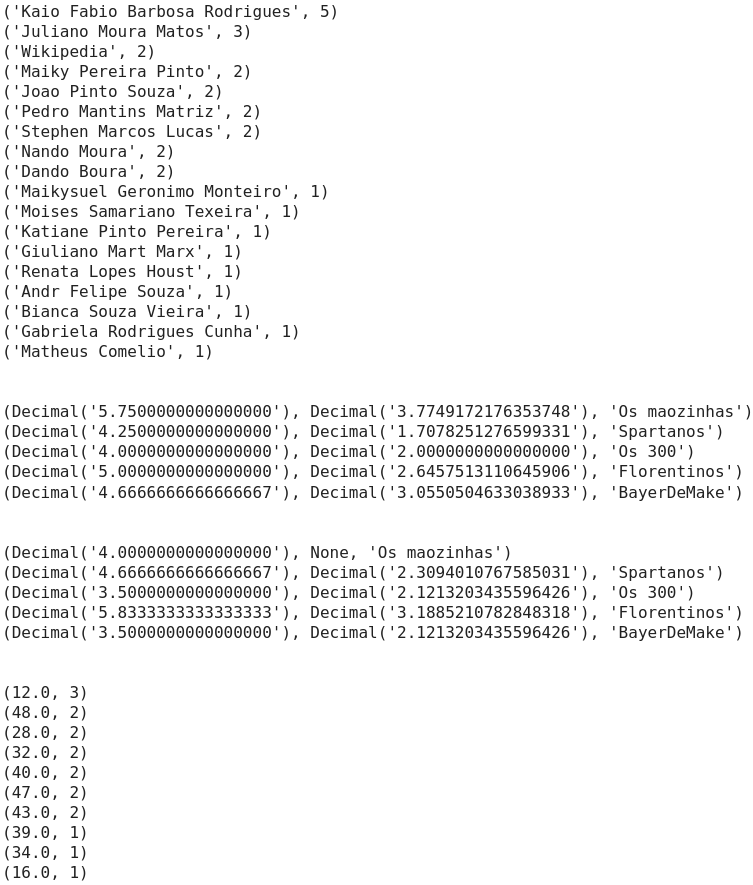 ('Kaio Fabio Barbosa Rodrigues', 5)
('Juliano Moura Matos', 3)
('Wikipedia', 2)
('Maiky Pereira Pinto', 2)
('Joao Pinto Souza', 2)
('Pedro Mantins Matriz', 2)
('Stephen Marcos Lucas', 2)
('Nando Moura', 2)
('Dando Boura', 2)
('Maikysuel Geronimo Monteiro', 1)
('Moises Samariano Texeira', 1)
('Katiane Pinto Pereira', 1)
('Giuliano Mart Marx', 1)
('Renata Lopes Houst', 1)
('Andr Felipe Souza', 1)
('Bianca Souza Vieira', 1)
('Gabriela Rodrigues Cunha', 1)
('Matheus Comelio', 1)
(Decimal('5.7500000000000000'), Decimal('3.7749172176353748'), 'Os maozinhas')
(Decimal('4.2500000000000000'), Decimal('1.7078251276599331'), 'Spartanos')
(Decimal('4.0000000000000000'), Decimal('2.0000000000000000'), 'Os 300')
(Decimal('5.0000000000000000'), Decimal('2.6457513110645906'), 'Florentinos')
(Decimal('4.6666666666666667'), Decimal('3.0550504633038933'), 'BayerDeMake')
(Decimal('4.0000000000000000'), None, 'Os maozinhas')
(Decimal('4.6666666666666667'), Decimal('2.3094010767585031'), 'Spartanos')
(Decimal('3.5000000000000000'), Decimal('2.1213203435596426'), 'Os 300')
(Decimal('5.8333333333333333'), Decimal('3.1885210782848318'), 'Florentinos')
(Decimal('3.5000000000000000'), Decimal('2.1213203435596426'), 'BayerDeMake')
(12.0, 3)
(48.0, 2)
(28.0, 2)
(32.0, 2)
(40.0, 2)
(47.0, 2)
(43.0, 2)
(39.0, 1)
(34.0, 1)
(16.0, 1)